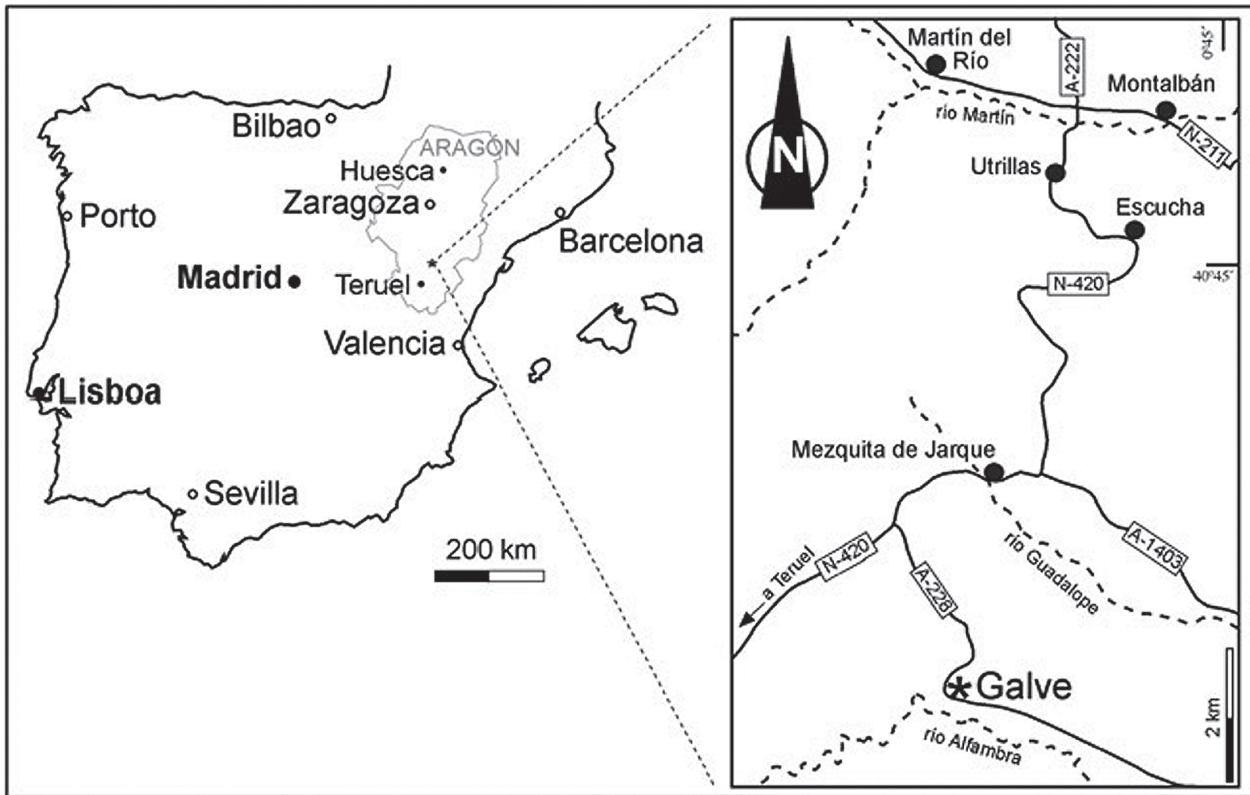 Bilbao
ARAGÓN
Huesca
Zaragoza
Porto
Barcelona
Madrid
Teruel
Valencia
Lisboa
Sevilla
200 km
Martín del
Río
A-222
0°45´
Montalbán
río Martín
N-211
N
Utrillas
Escucha
40°45´
N-420
Mezquita de Jarque
río Guadalope
A-1403
a Teruel
N-420
A-228
Galve
río Alfambra
2 km